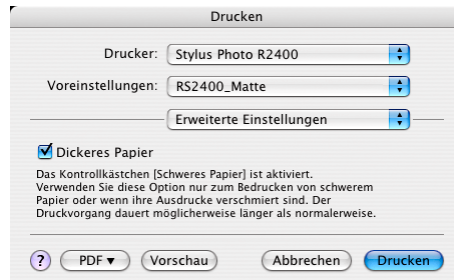 Drucken
Drucker: Stylus Photo R2400
Voreinstellungen: RS2400_Matte
Erweiterte Einstellungen
Dickeres Papier
Das Kontrollkästchen [Schweres Papier] ist aktiviert.
Verwenden Sie diese Option nur zum Bedrucken von schwerem
Papier oder wenn ihre Ausdrucke verschmiert sind. Der
Druckvorgang dauert möglicherweise länger als normalerweise.
? PDF ▼ Vorschau Abbrechen Drucken